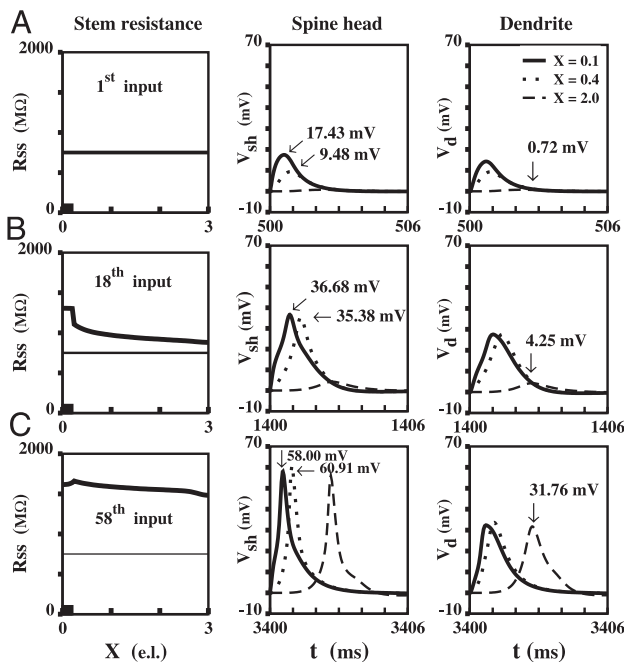 A
Stem resistance
Spine head
Dendrite
2000
Rss (MΩ)
0
1st input
0
3
70
Vsh (mV)
-10
17.43 mV
9.48 mV
500
506
70
Vd (mV)
-10
X = 0.1
X = 0.4
X = 2.0
0.72 mV
500
506
B
2000
Rss (MΩ)
0
18th input
0
3
70
Vsh (mV)
-10
36.68 mV
35.38 mV
1400
1406
70
Vd (mV)
-10
4.25 mV
1400
1406
C
2000
Rss (MΩ)
0
58th input
0
3
X (e.l.)
70
Vsh (mV)
-10
58.00 mV
60.91 mV
3400
3406
t (ms)
70
Vd (mV)
-10
31.76 mV
3400
3406
t (ms)